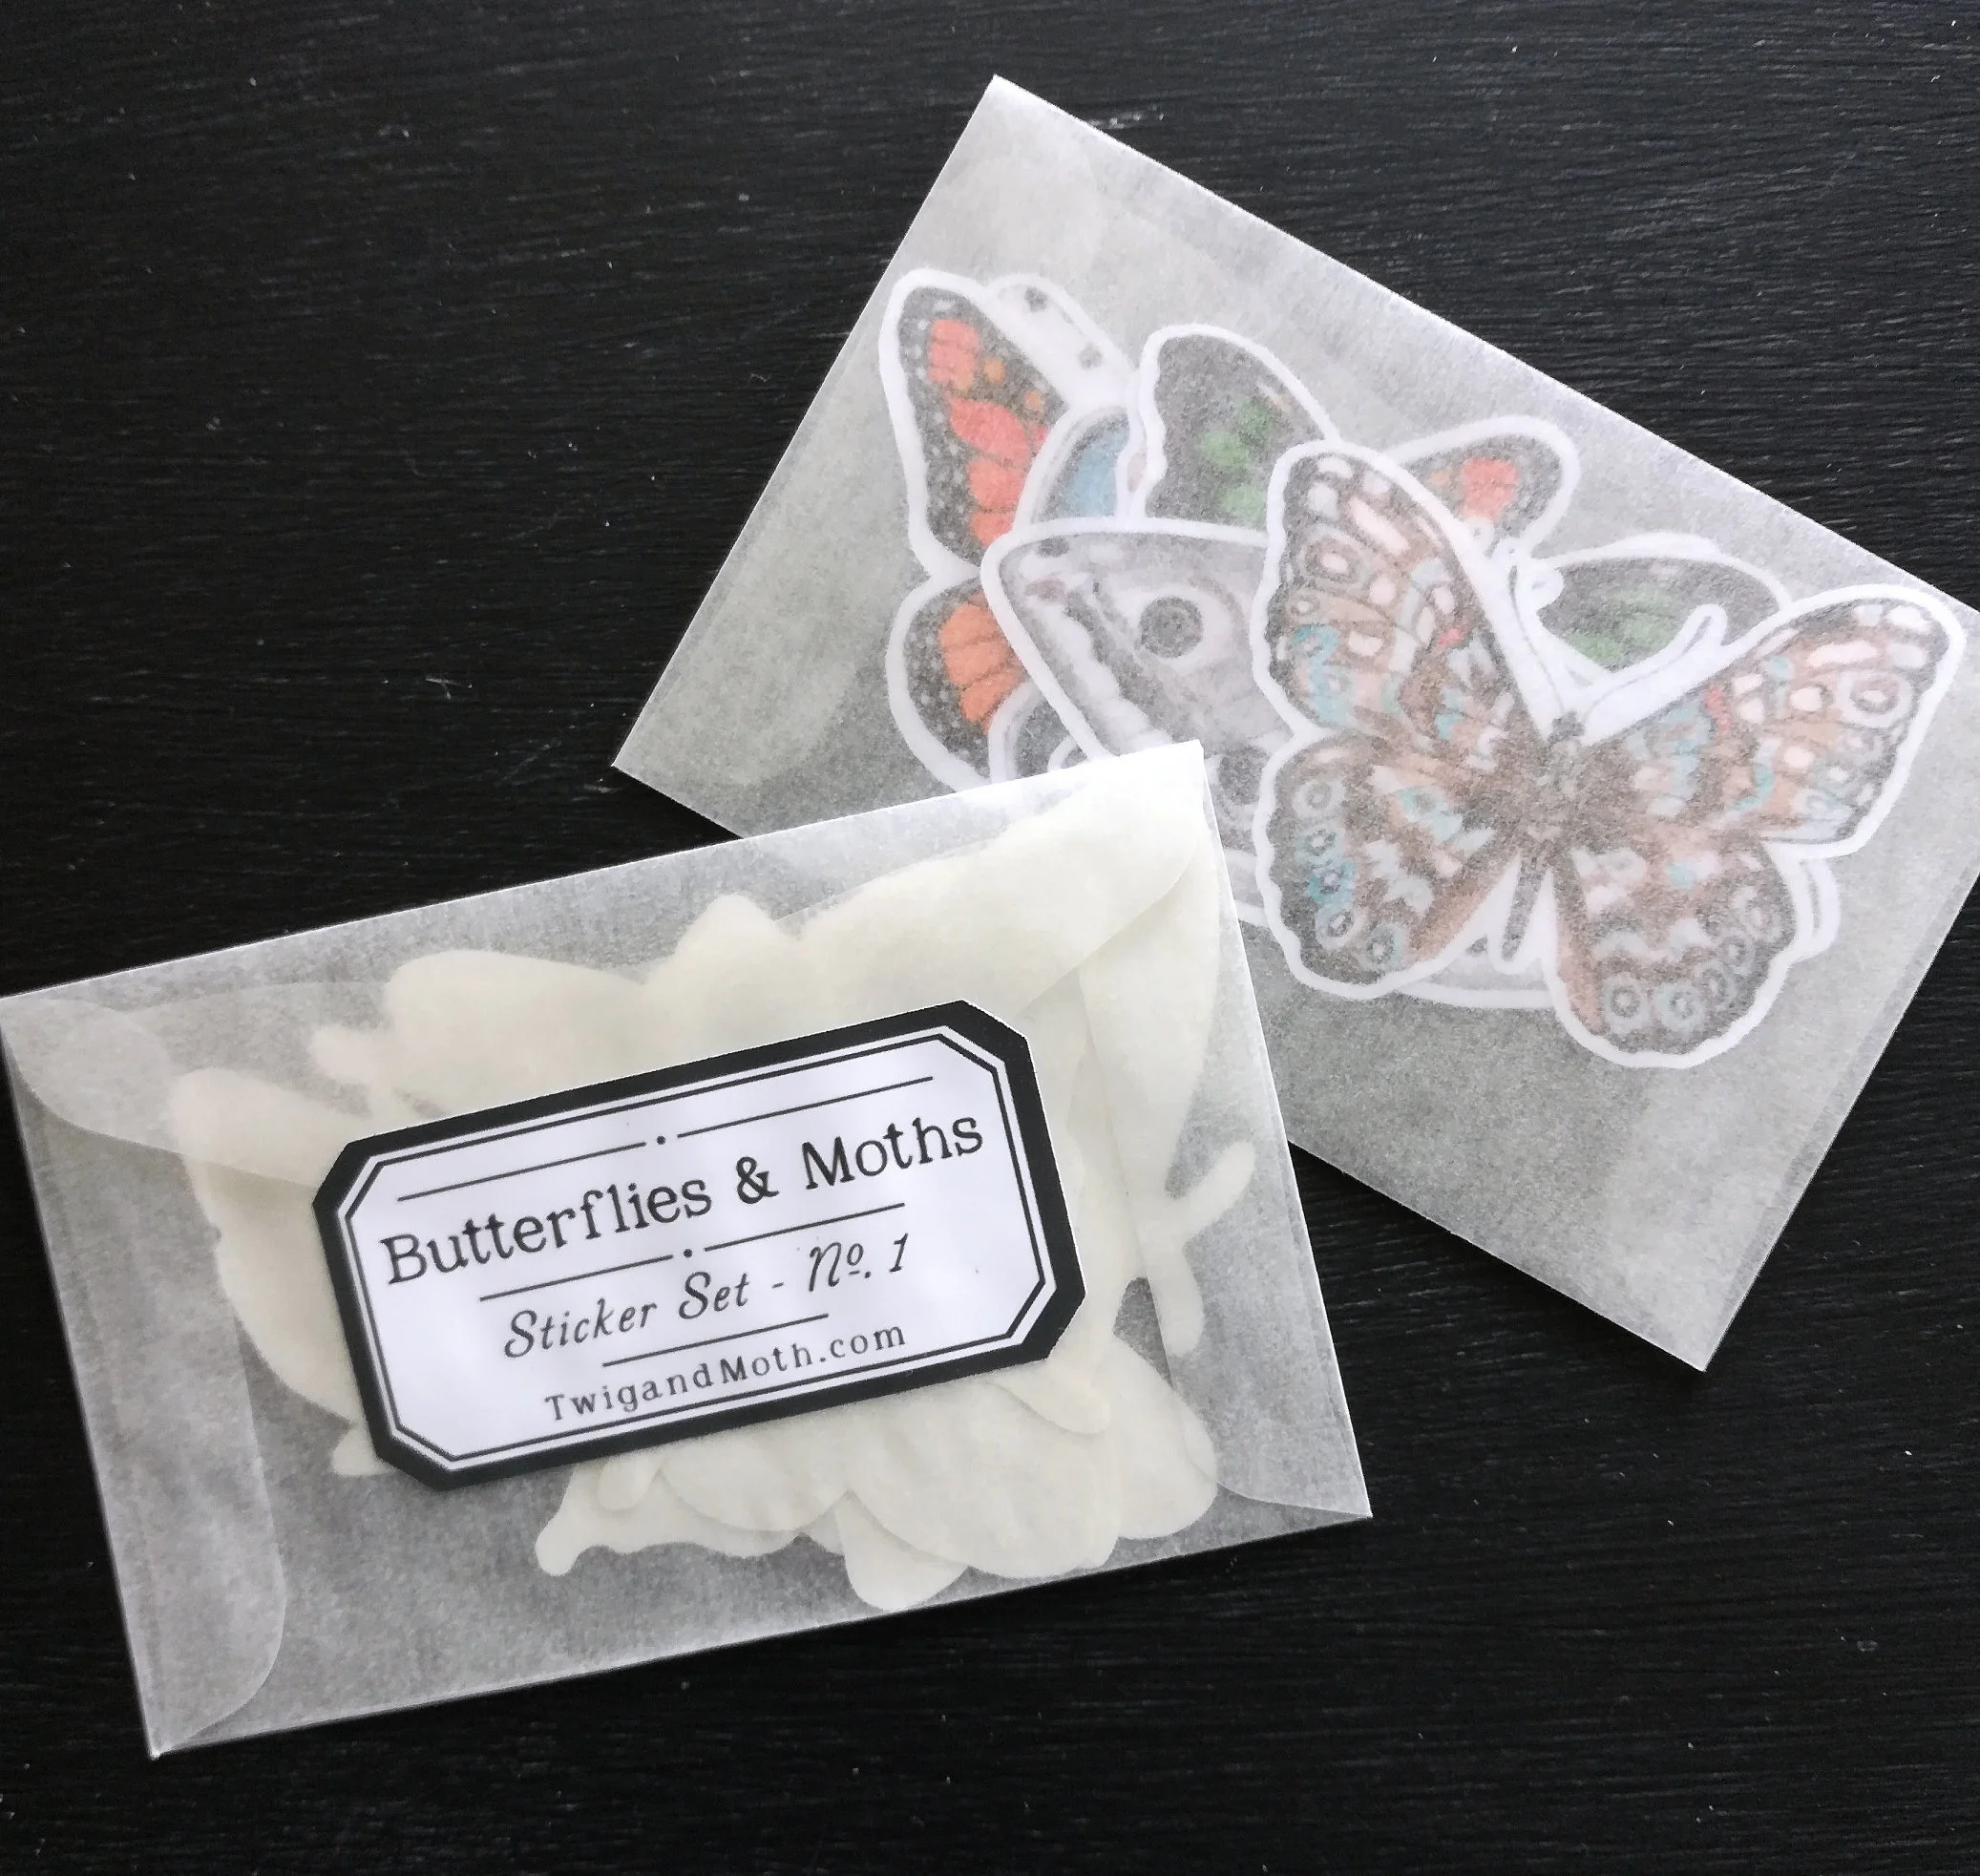 Butterflies & Moths
Sticker Set - Nº. 1
TwigandMoth.com